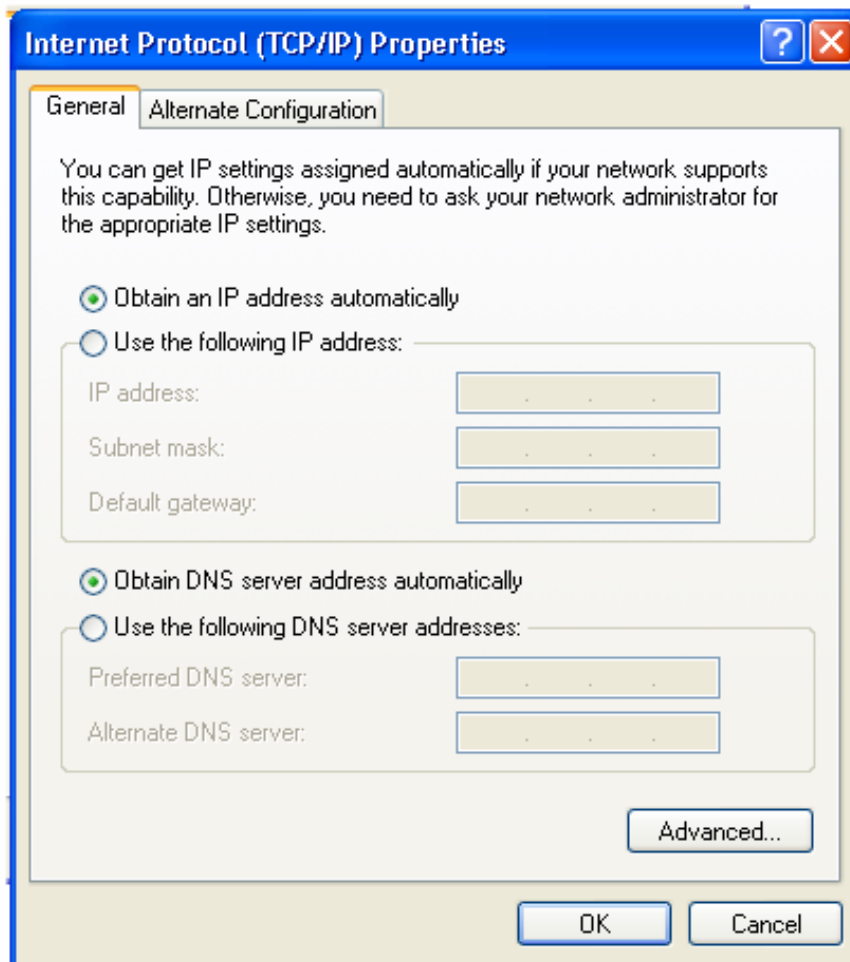 Internet Protocol (TCP/IP) Properties
General
Alternate Configuration
You can get IP settings assigned automatically if your network supports
this capability. Otherwise, you need to ask your network administrator for
the appropriate IP settings.
Obtain an IP address automatically
Use the following IP address:
IP address:
Subnet mask:
Default gateway:
Obtain DNS server address automatically
Use the following DNS server addresses:
Preferred DNS server:
Alternate DNS server:
Advanced...
OK
Cancel